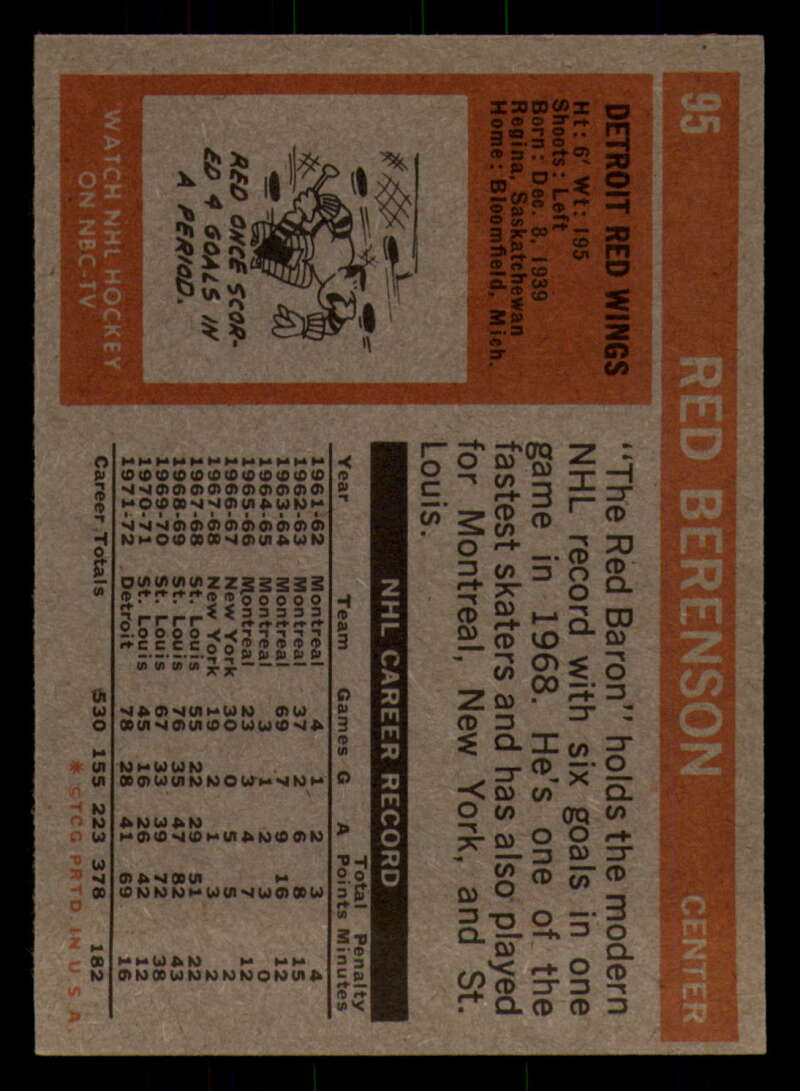 95 RED BERENSON CENTER
DETROIT RED WINGS
Ht: 6' Wt: 195
Shoots: Left
Born: Dec. 8, 1939
Regina, Saskatchewan
Home: Bloomfield, Mich.
RED ONCE SCOR-
ED 4 GOALS IN
A PERIOD.
WATCH NHL HOCKEY
ON NBC-TV
"The Red Baron" holds the modern
NHL record with six goals in one
game in 1968. He's one of the
fastest skaters and has also played
for Montreal, New York, and St.
Louis.
NHL CAREER RECORD
Total Penalty
Year Team Games G A Points Minutes
1961-62 Montreal 4 1 2 3 4
1962-63 Montreal 37 2 6 8 15
1963-64 Montreal 69 7 9 16 12
1964-65 Montreal 3 1 2 3 0
1965-66 Montreal 23 3 4 7 12
1966-67 New York 30 0 5 5 2
1967-68 New York 19 2 1 3 2
1967-68 St. Louis 55 22 29 51 22
1968-69 St. Louis 76 35 47 82 43
1969-70 St. Louis 67 33 39 72 38
1970-71 St. Louis 45 16 26 42 12
1971-72 Detroit 78 28 41 69 16
Career Totals 530 155 223 378 182
* ©TCG PRTD IN U S A.